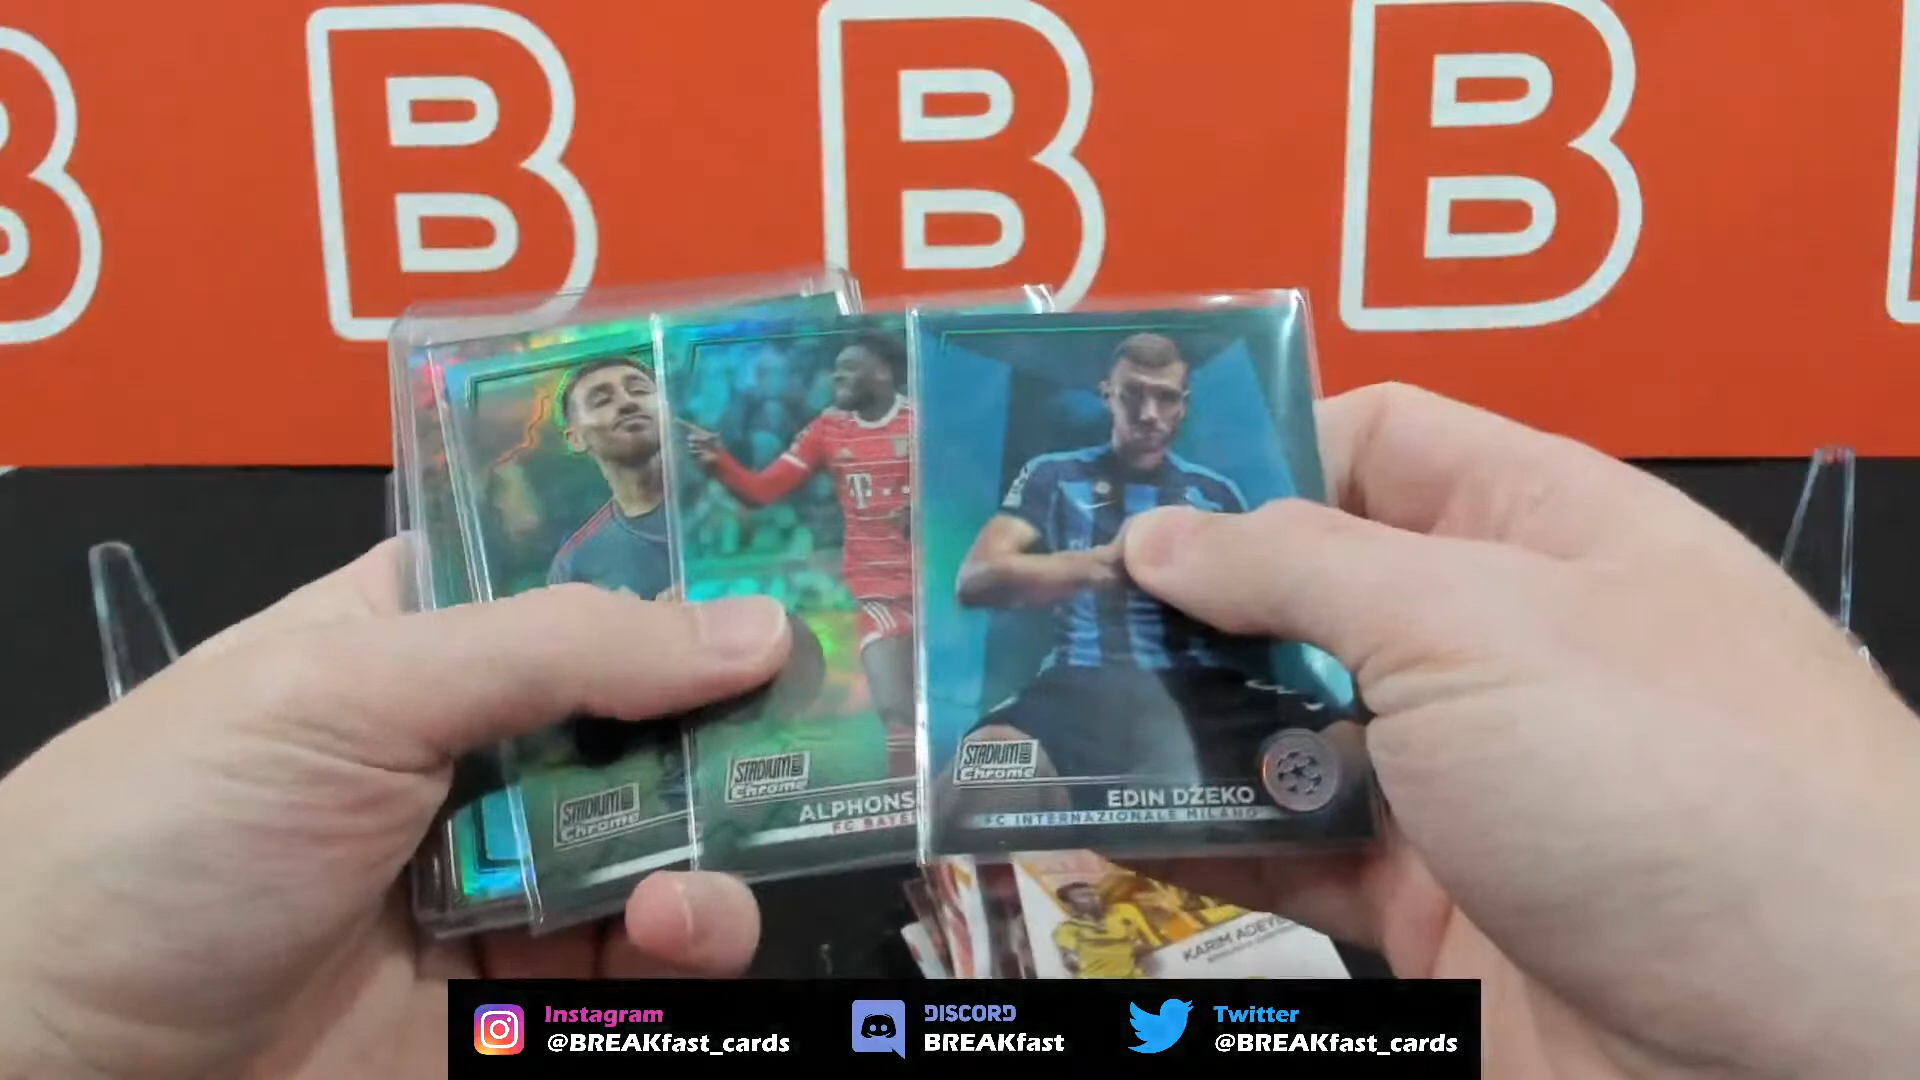 B B B B
STADIUM
Chrome
STADIUM
Chrome
ALPHONS
FC BAYE
STADIUM
Chrome
EDIN DŽEKO
FC INTERNAZIONALE MILANO
KARIM ADEYE
Instagram
@BREAKfast_cards
DISCORD
BREAKfast
Twitter
@BREAKfast_cards